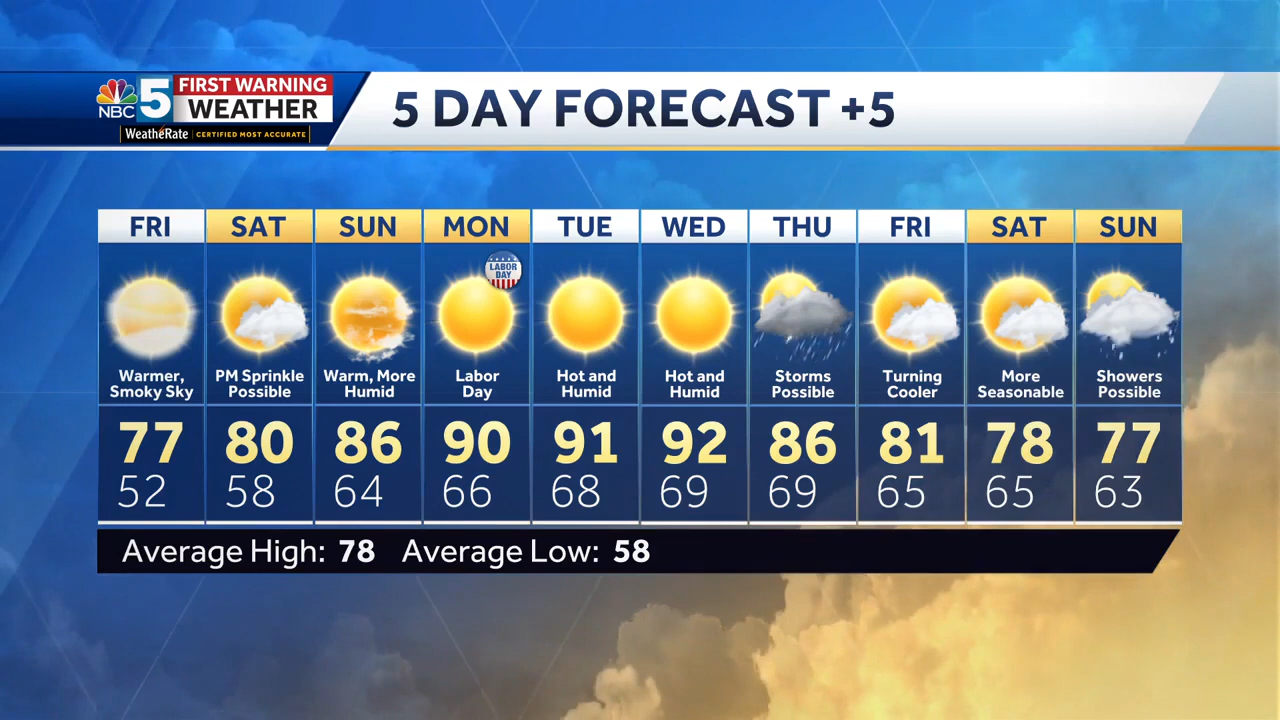 NBC 5 FIRST WARNING
WEATHER
WeatheRate CERTIFIED MOST ACCURATE
5 DAY FORECAST +5
FRI SAT SUN MON TUE WED THU FRI SAT SUN
LABOR
DAY
Warmer, PM Sprinkle Warm, More Labor Hot and Hot and Storms Turning More Showers
Smoky Sky Possible Humid Day Humid Humid Possible Cooler Seasonable Possible
77 80 86 90 91 92 86 81 78 77
52 58 64 66 68 69 69 65 65 63
Average High: 78 Average Low: 58